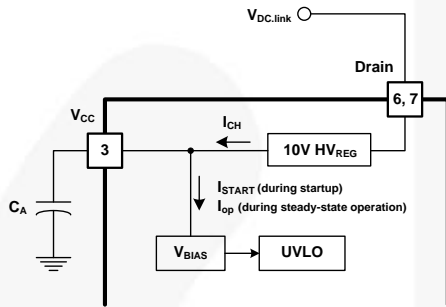 VDC.link
Drain
6, 7
VCC
ICH
3
10V HVREG
ISTART (during startup)
Iop (during steady-state operation)
CA
VBIAS
UVLO